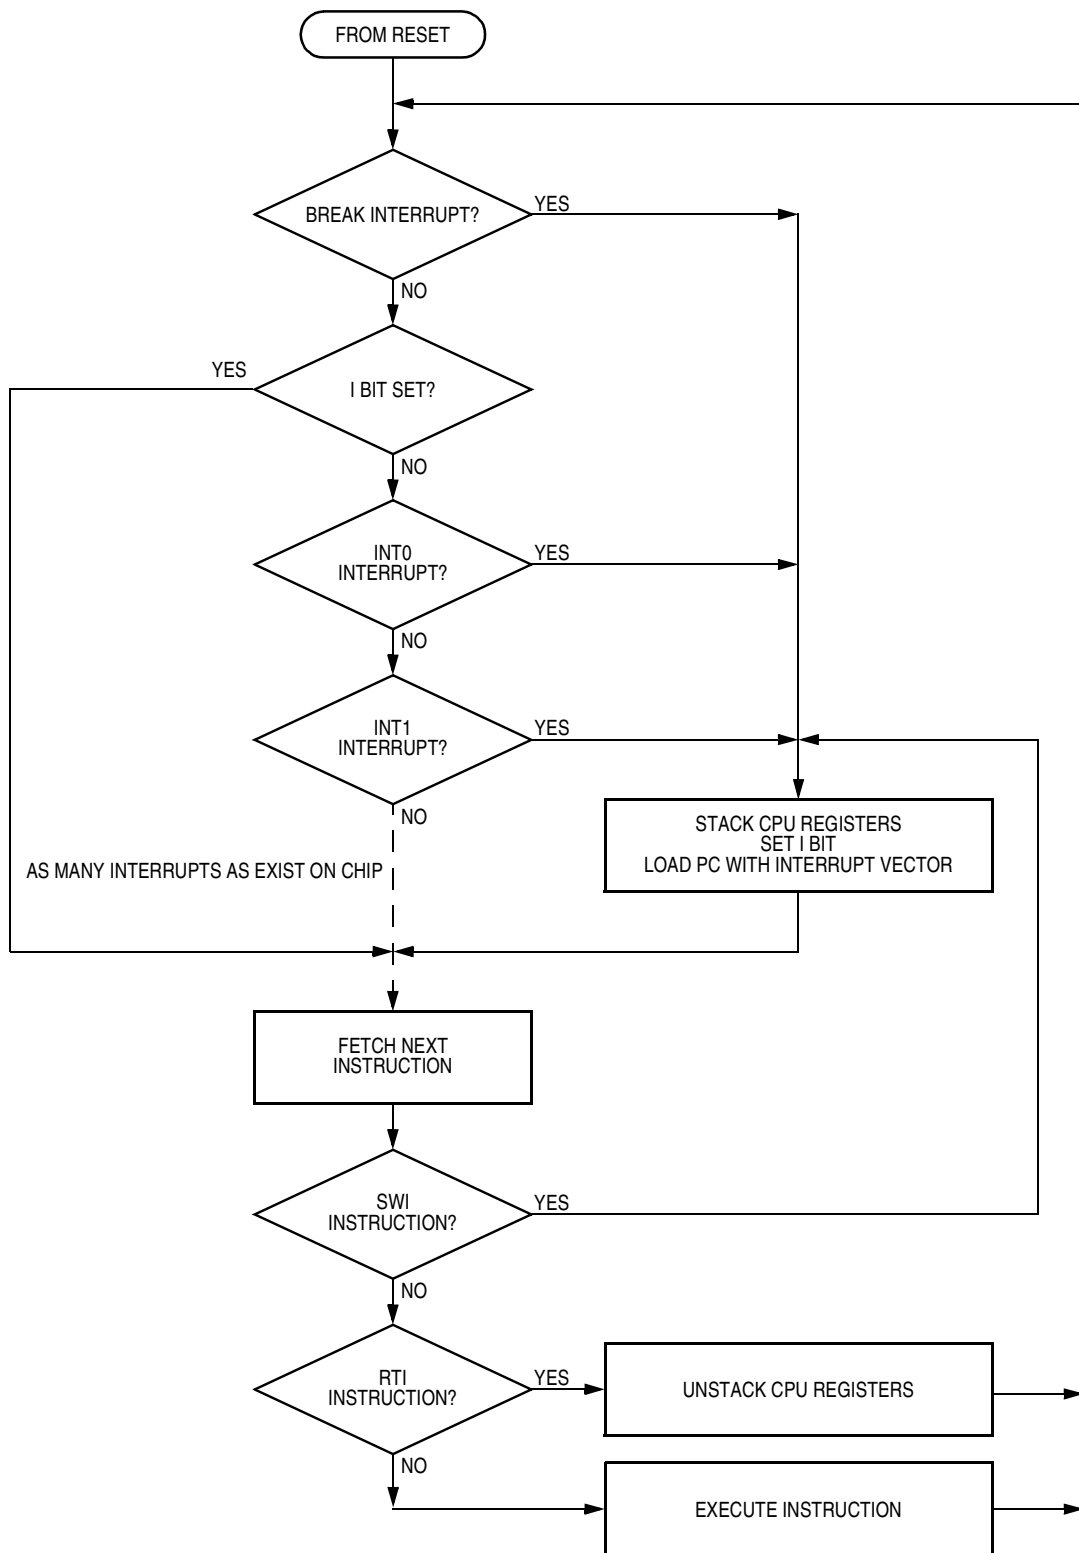 FROM RESET
BREAK INTERRUPT?
YES
NO
YES
I BIT SET?
NO
INT0
INTERRUPT?
YES
NO
INT1
INTERRUPT?
YES
NO
STACK CPU REGISTERS
SET I BIT
LOAD PC WITH INTERRUPT VECTOR
AS MANY INTERRUPTS AS EXIST ON CHIP
FETCH NEXT
INSTRUCTION
SWI
INSTRUCTION?
YES
NO
RTI
INSTRUCTION?
YES
UNSTACK CPU REGISTERS
NO
EXECUTE INSTRUCTION